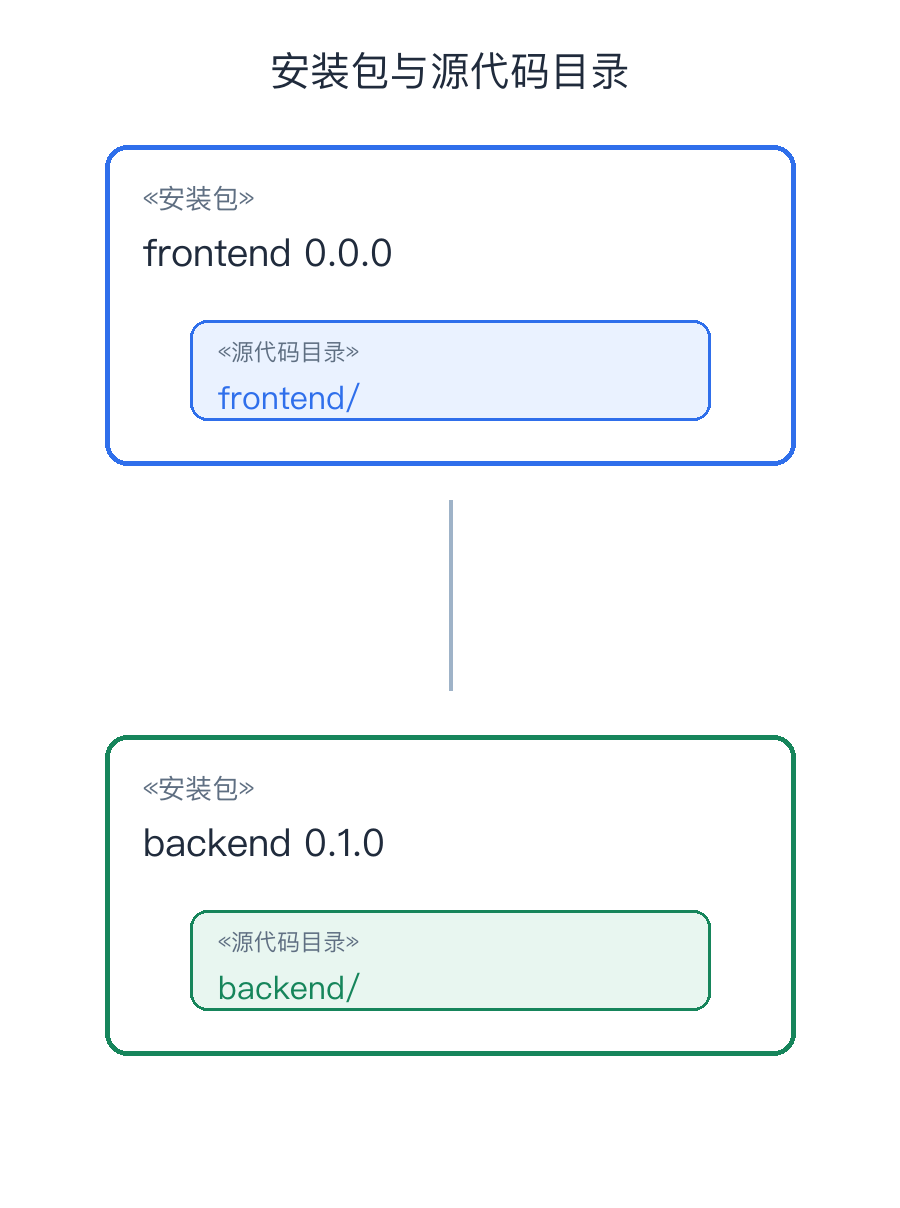 安装包与源代码目录
«安装包»
frontend 0.0.0
«源代码目录»
frontend/
«安装包»
backend 0.1.0
«源代码目录»
backend/